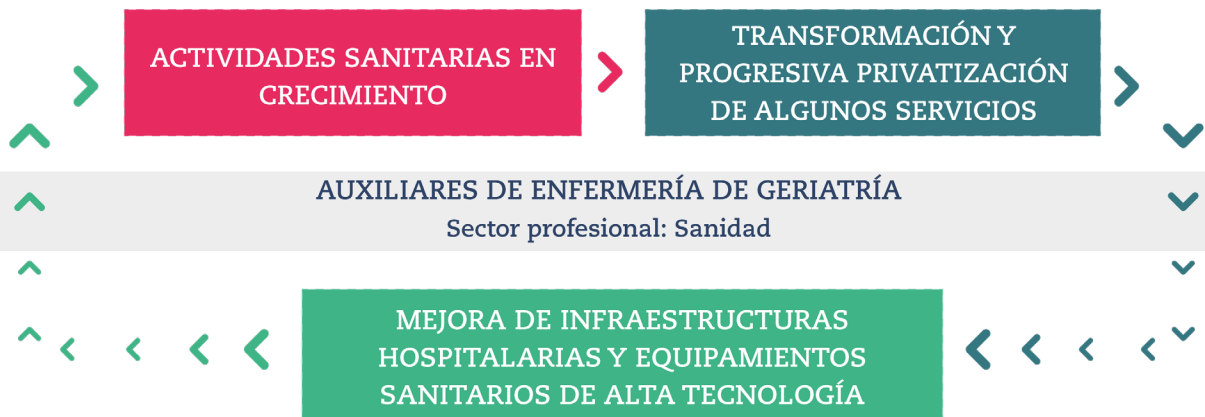 ACTIVIDADES SANITARIAS EN
CRECIMIENTO
TRANSFORMACIÓN Y
PROGRESIVA PRIVATIZACIÓN
DE ALGUNOS SERVICIOS
AUXILIARES DE ENFERMERÍA DE GERIATRÍA
Sector profesional: Sanidad
MEJORA DE INFRAESTRUCTURAS
HOSPITALARIAS Y EQUIPAMIENTOS
SANITARIOS DE ALTA TECNOLOGÍA